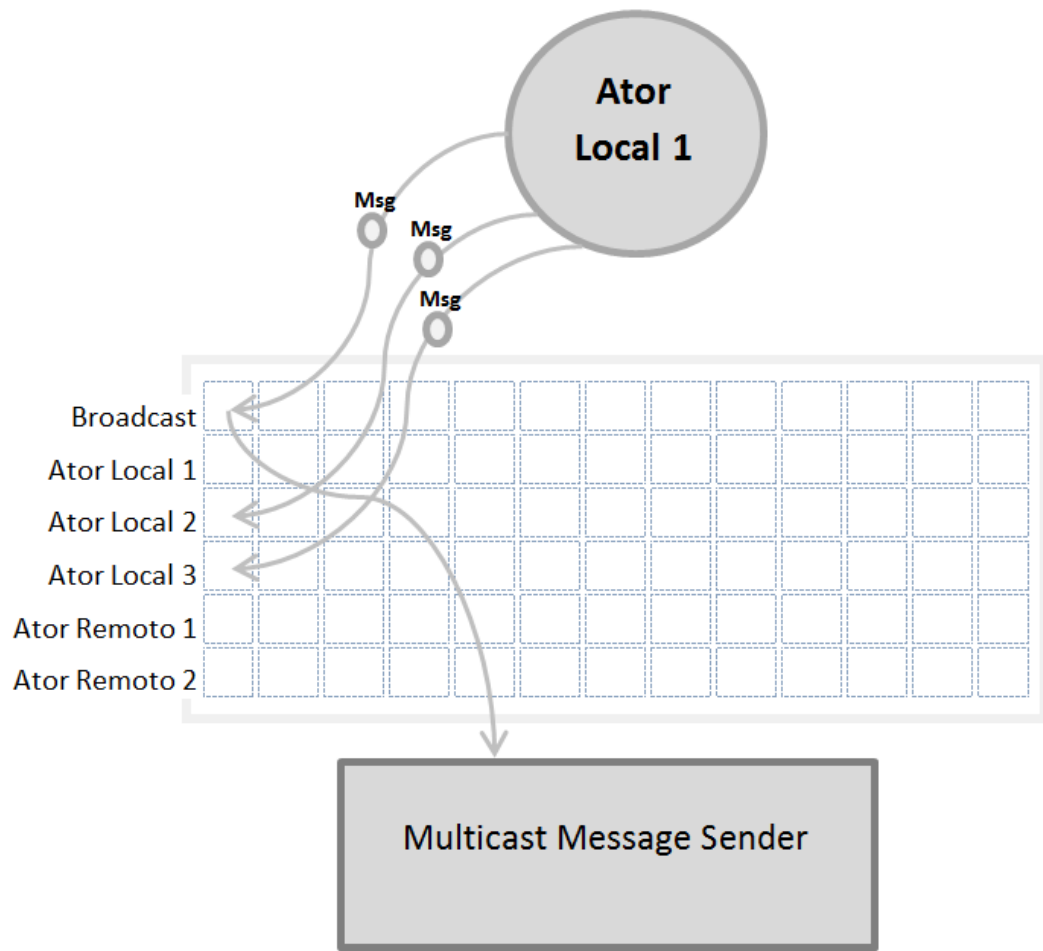 Ator
Local 1
Msg
Msg
Msg
Broadcast
Ator Local 1
Ator Local 2
Ator Local 3
Ator Remoto 1
Ator Remoto 2
Multicast Message Sender